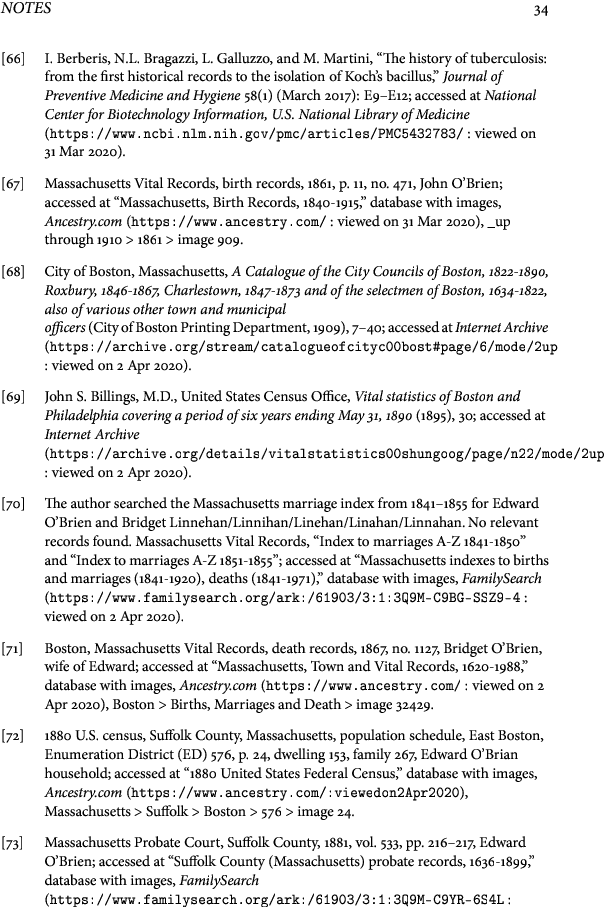 NOTES 34
[66] I. Berberis, N.L. Bragazzi, L. Galluzzo, and M. Martini, “The history of tuberculosis:
from the first historical records to the isolation of Koch’s bacillus,” Journal of
Preventive Medicine and Hygiene 58(1) (March 2017): E9–E12; accessed at National
Center for Biotechnology Information, U.S. National Library of Medicine
(https://www.ncbi.nlm.nih.gov/pmc/articles/PMC5432783/ : viewed on
31 Mar 2020).
[67] Massachusetts Vital Records, birth records, 1861, p. 11, no. 471, John O’Brien;
accessed at “Massachusetts, Birth Records, 1840-1915,” database with images,
Ancestry.com (https://www.ancestry.com/ : viewed on 31 Mar 2020), _up
through 1910 > 1861 > image 909.
[68] City of Boston, Massachusetts, A Catalogue of the City Councils of Boston, 1822-1890,
Roxbury, 1846-1867, Charlestown, 1847-1873 and of the selectmen of Boston, 1634-1822,
also of various other town and municipal
officers (City of Boston Printing Department, 1909), 7–40; accessed at Internet Archive
(https://archive.org/stream/catalogueofcityc00bost#page/6/mode/2up
: viewed on 2 Apr 2020).
[69] John S. Billings, M.D., United States Census Office, Vital statistics of Boston and
Philadelphia covering a period of six years ending May 31, 1890 (1895), 30; accessed at
Internet Archive
(https://archive.org/details/vitalstatistics00shungoog/page/n22/mode/2up
: viewed on 2 Apr 2020).
[70] The author searched the Massachusetts marriage index from 1841–1855 for Edward
O’Brien and Bridget Linnehan/Linnihan/Linehan/Linahan/Linnahan. No relevant
records found. Massachusetts Vital Records, “Index to marriages A-Z 1841-1850”
and “Index to marriages A-Z 1851-1855”; accessed at “Massachusetts indexes to births
and marriages (1841-1920), deaths (1841-1971),” database with images, FamilySearch
(https://www.familysearch.org/ark:/61903/3:1:3Q9M-C9BG-SSZ9-4 :
viewed on 2 Apr 2020).
[71] Boston, Massachusetts Vital Records, death records, 1867, no. 1127, Bridget O’Brien,
wife of Edward; accessed at “Massachusetts, Town and Vital Records, 1620-1988,”
database with images, Ancestry.com (https://www.ancestry.com/ : viewed on 2
Apr 2020), Boston > Births, Marriages and Death > image 32429.
[72] 1880 U.S. census, Suffolk County, Massachusetts, population schedule, East Boston,
Enumeration District (ED) 576, p. 24, dwelling 153, family 267, Edward O’Brian
household; accessed at “1880 United States Federal Census,” database with images,
Ancestry.com (https://www.ancestry.com/:viewedon2Apr2020),
Massachusetts > Suffolk > Boston > 576 > image 24.
[73] Massachusetts Probate Court, Suffolk County, 1881, vol. 533, pp. 216–217, Edward
O’Brien; accessed at “Suffolk County (Massachusetts) probate records, 1636-1899,”
database with images, FamilySearch
(https://www.familysearch.org/ark:/61903/3:1:3Q9M-C9YR-6S4L :